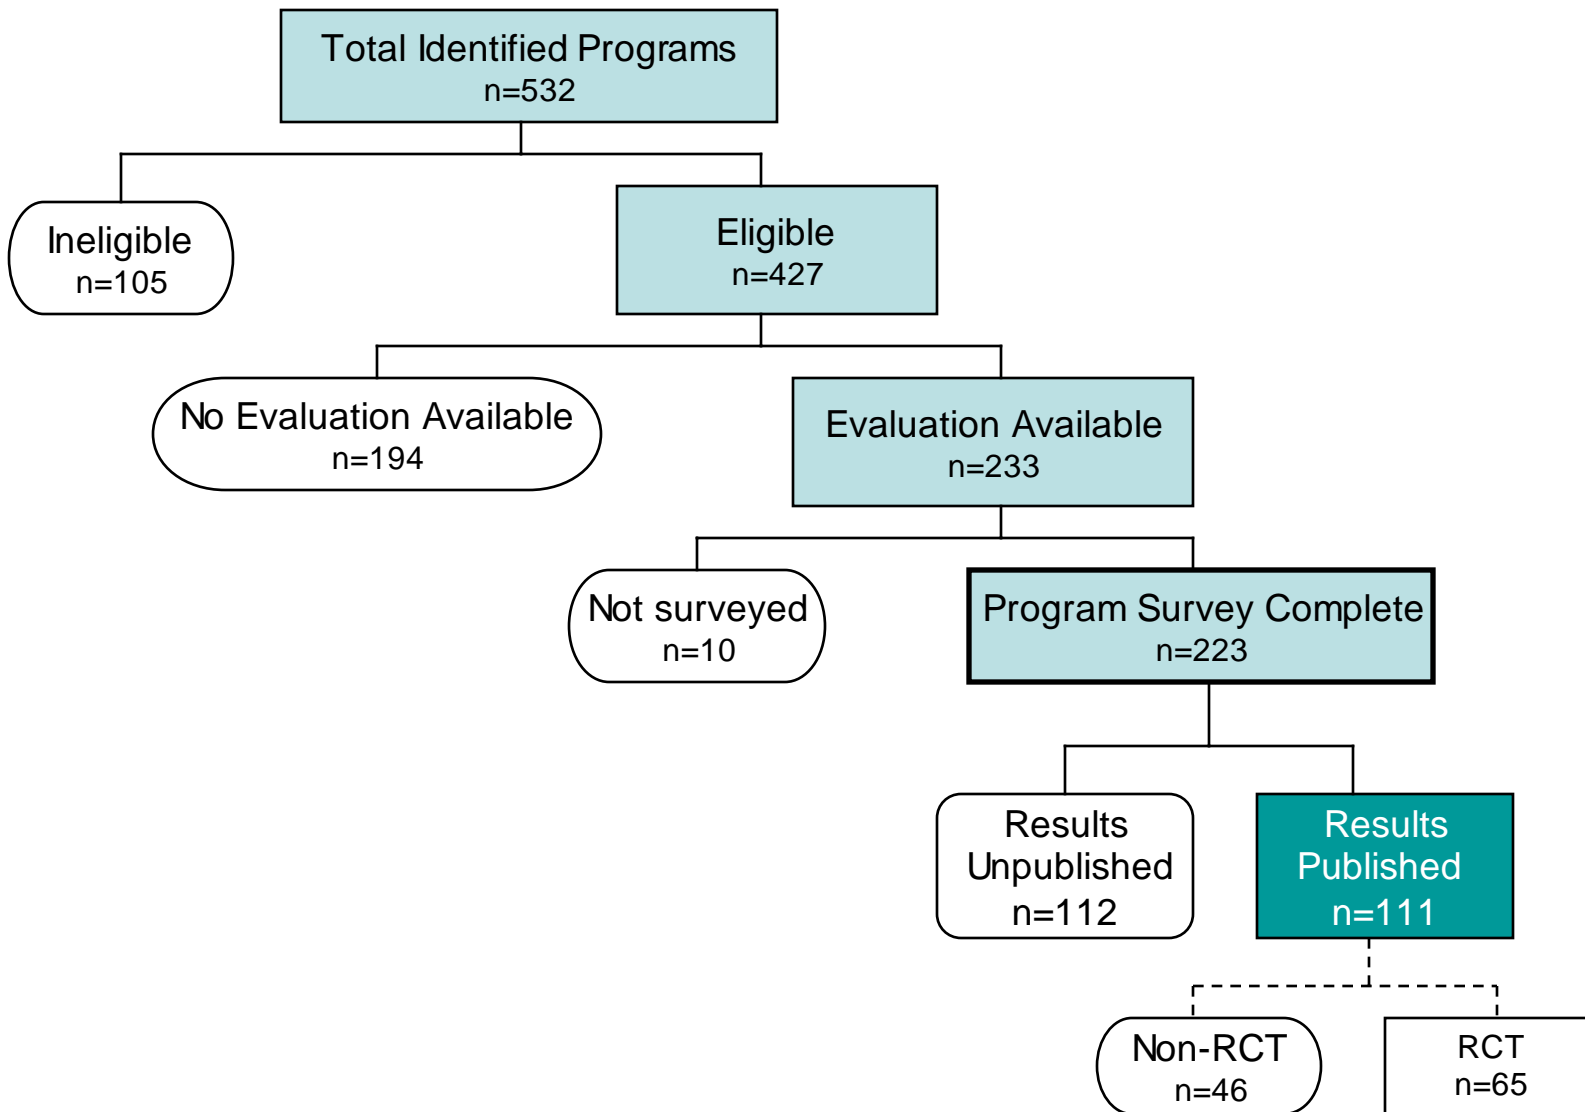 Total Identified Programs
n=532
Ineligible
n=105
Eligible
n=427
No Evaluation Available
n=194
Evaluation Available
n=233
Not surveyed
n=10
Program Survey Complete
n=223
Results
Unpublished
n=112
Results
Published
n=111
Non-RCT
n=46
RCT
n=65